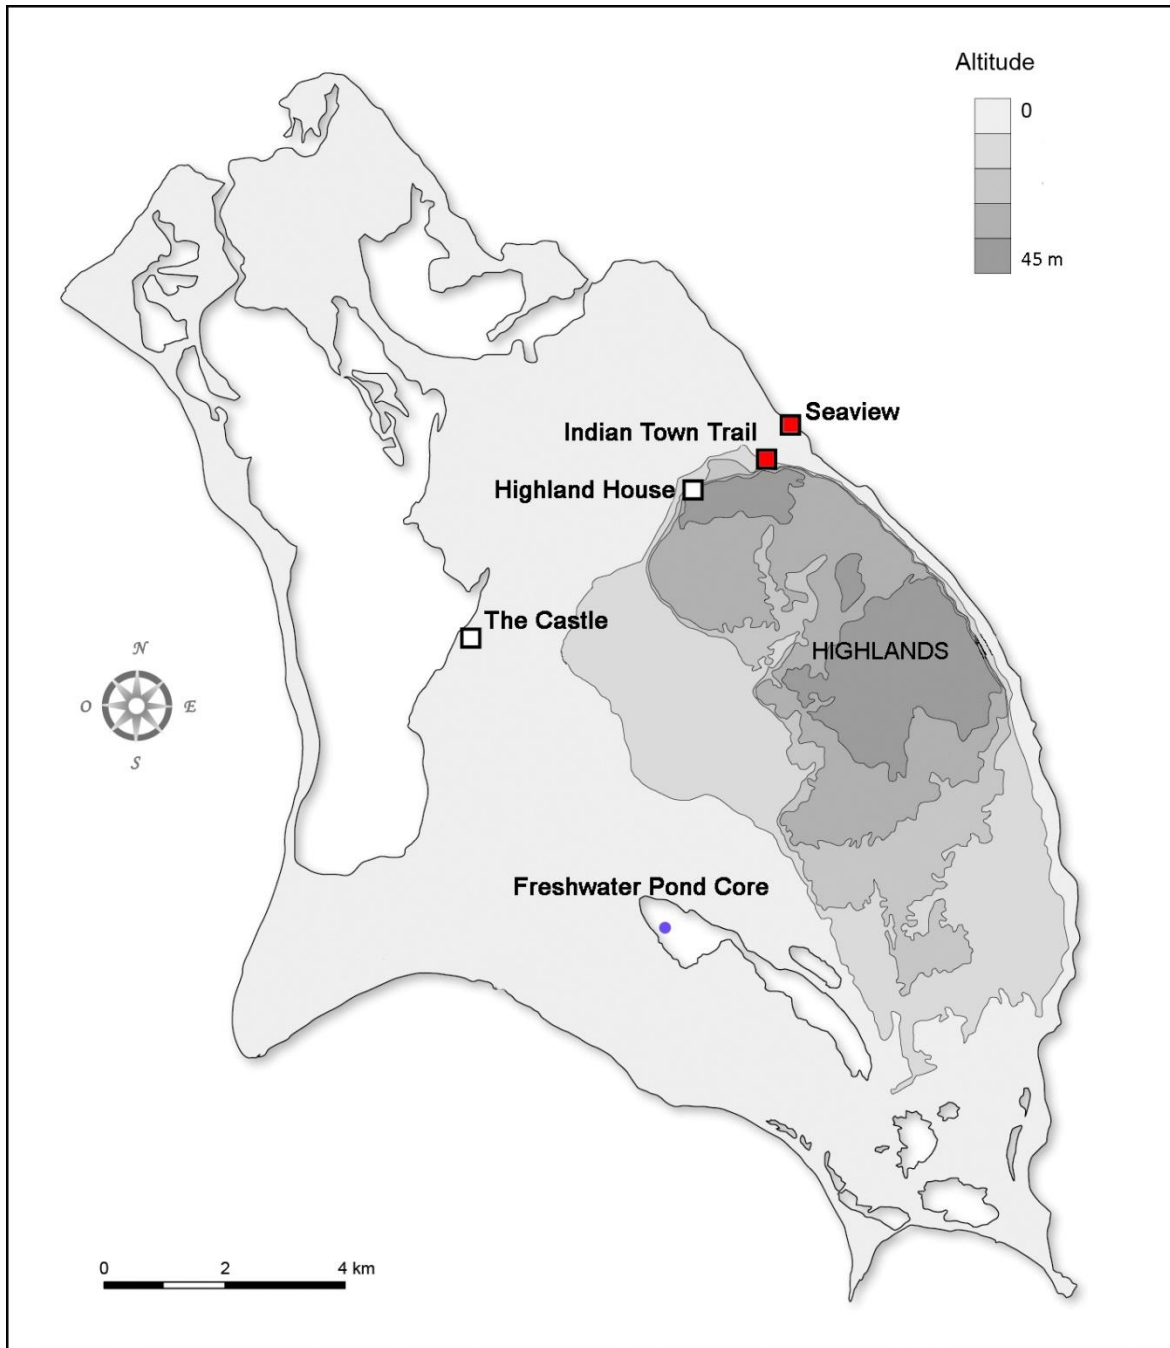 Altitude
0
45 m
Seaview
Indian Town Trail
Highland House
The Castle
HIGHLANDS
N
O E
S
Freshwater Pond Core
0 2 4 km